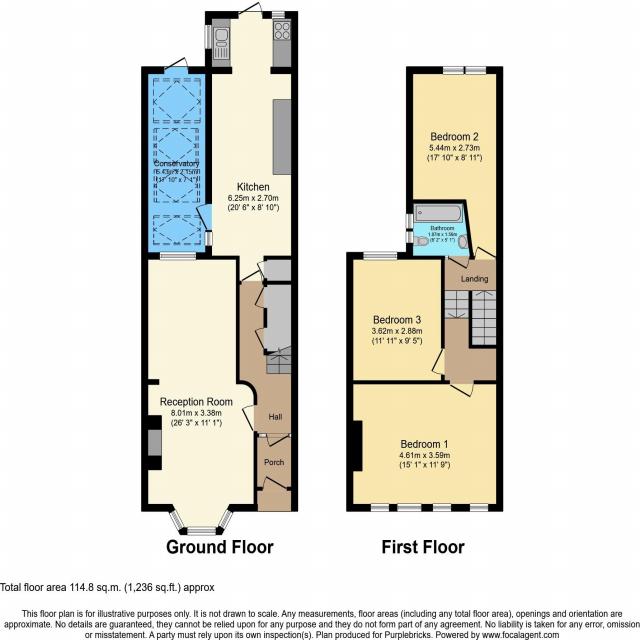 Conservatory
5.43m x 2.15m
(17' 10" x 7' 1")
Kitchen
6.25m x 2.70m
(20' 6" x 8' 10")
Reception Room
8.01m x 3.38m
(26' 3" x 11' 1")
Hall
Porch
Ground Floor
Bedroom 2
5.44m x 2.73m
(17' 10" x 8' 11")
Bathroom
1.87m x 1.56m
(6' 2" x 5' 1")
Landing
Bedroom 3
3.62m x 2.88m
(11' 11" x 9' 5")
Bedroom 1
4.61m x 3.59m
(15' 1" x 11' 9")
First Floor
Total floor area 114.8 sq.m. (1,236 sq.ft.) approx
This floor plan is for illustrative purposes only. It is not drawn to scale. Any measurements, floor areas (including any total floor area), openings and orientation are
approximate. No details are guaranteed, they cannot be relied upon for any purpose and they do not form part of any agreement. No liability is taken for any error, omission
or misstatement. A party must rely upon its own inspection(s). Plan produced for Purplebricks. Powered by www.focalagent.com